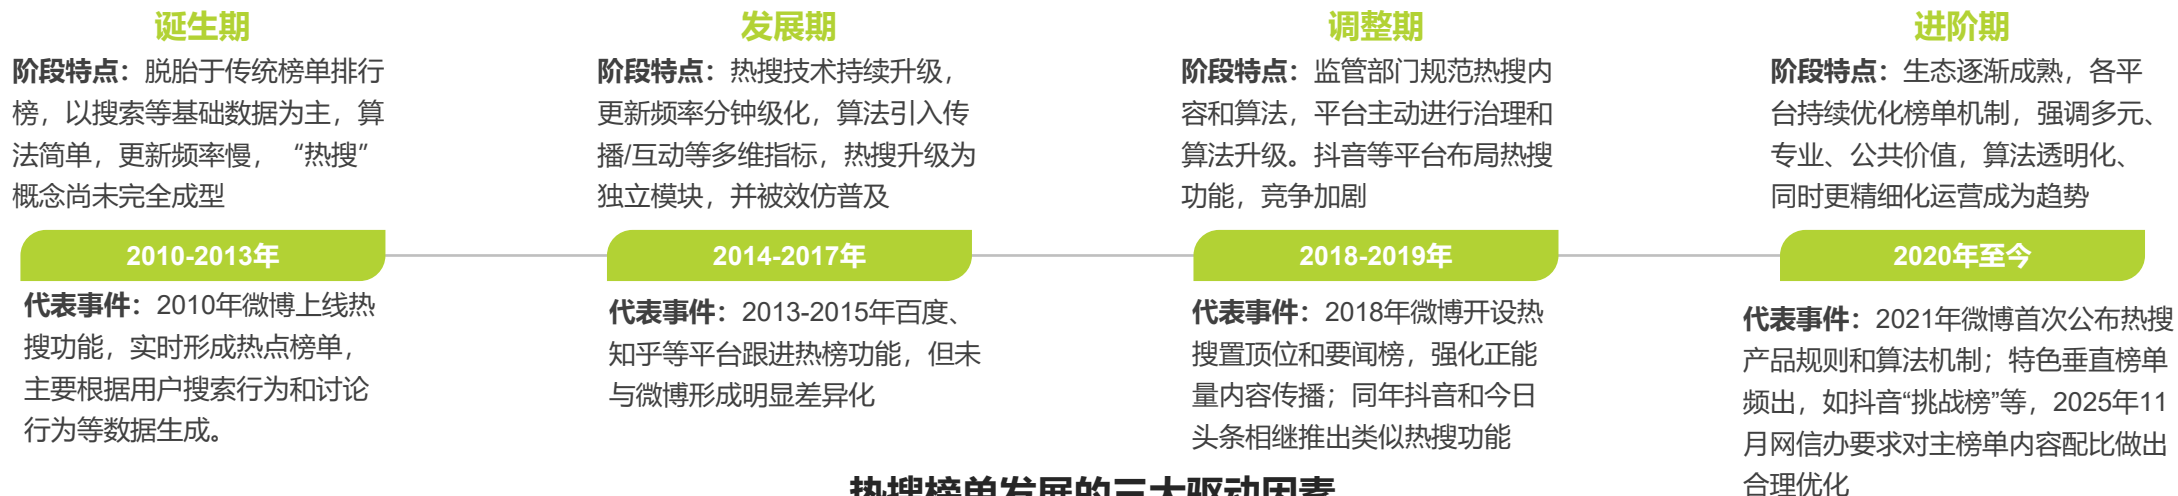 诞生期
阶段特点：脱胎于传统榜单排行
榜，以搜索等基础数据为主，算
法简单，更新频率慢，“热搜”
概念尚未完全成型
2010-2013年
代表事件：2010年微博上线热
搜功能，实时形成热点榜单，
主要根据用户搜索行为和讨论
行为等数据生成。
发展期
阶段特点：热搜技术持续升级，
更新频率分钟级化，算法引入传
播/互动等多维指标，热搜升级为
独立模块，并被效仿普及
2014-2017年
代表事件：2013-2015年百度、
知乎等平台跟进热榜功能，但未
与微博形成明显差异化
调整期
阶段特点：监管部门规范热搜内
容和算法，平台主动进行治理和
算法升级。抖音等平台布局热搜
功能，竞争加剧
2018-2019年
代表事件：2018年微博开设热
搜置顶位和要闻榜，强化正能
量内容传播；同年抖音和今日
头条相继推出类似热搜功能
进阶期
阶段特点：生态逐渐成熟，各平
台持续优化榜单机制，强调多元、
专业、公共价值，算法透明化、
同时更精细化运营成为趋势
2020年至今
代表事件：2021年微博首次公布热搜
产品规则和算法机制；特色垂直榜单
频出，如抖音“挑战榜”等，2025年11
月网信办要求对主榜单内容配比做出
合理优化
热搜榜单发展的三大驱动因素